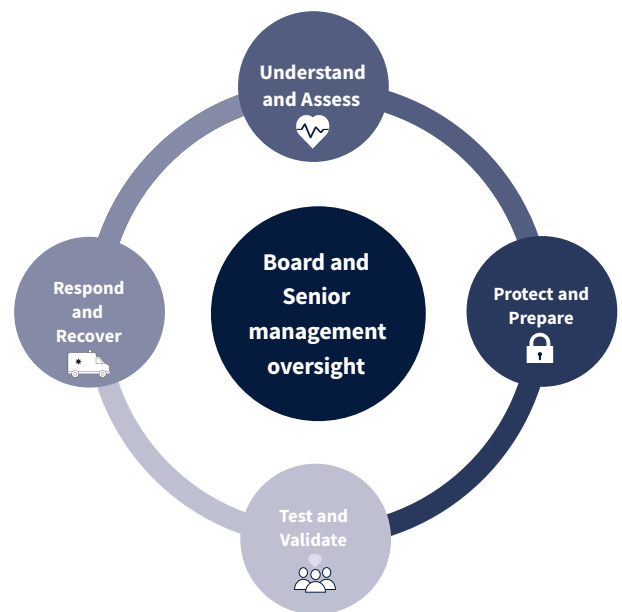 Understand
and Assess
Board and
Senior
management
oversight
Respond
and
Recover
Protect and
Prepare
Test and
Validate